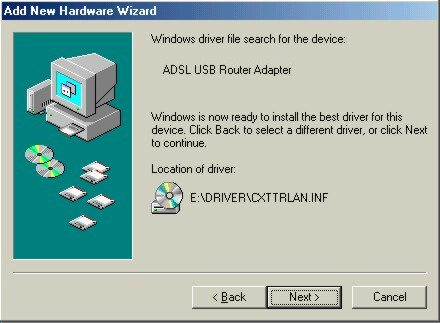 Add New Hardware Wizard
Windows driver file search for the device:
ADSL USB Router Adapter
Windows is now ready to install the best driver for this
device. Click Back to select a different driver, or click Next
to continue.
Location of driver:
E:\DRIVER\CXTTRLAN.INF
< Back
Next >
Cancel